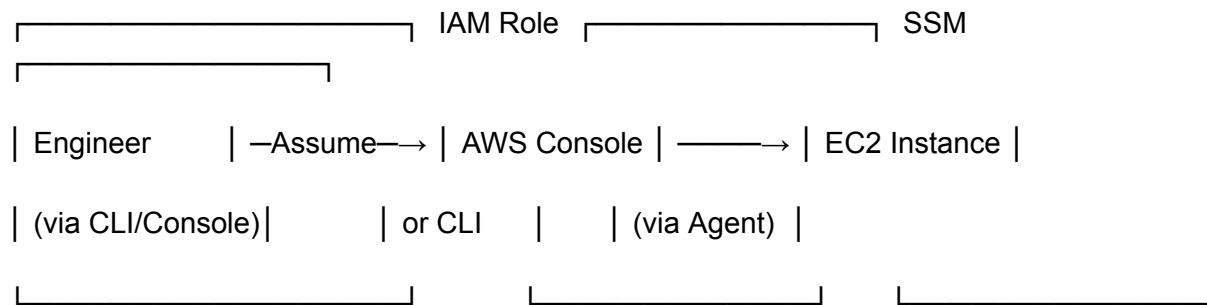 IAM Role SSM
Engineer —Assume—→ AWS Console ————→ EC2 Instance
(via CLI/Console) or CLI (via Agent)